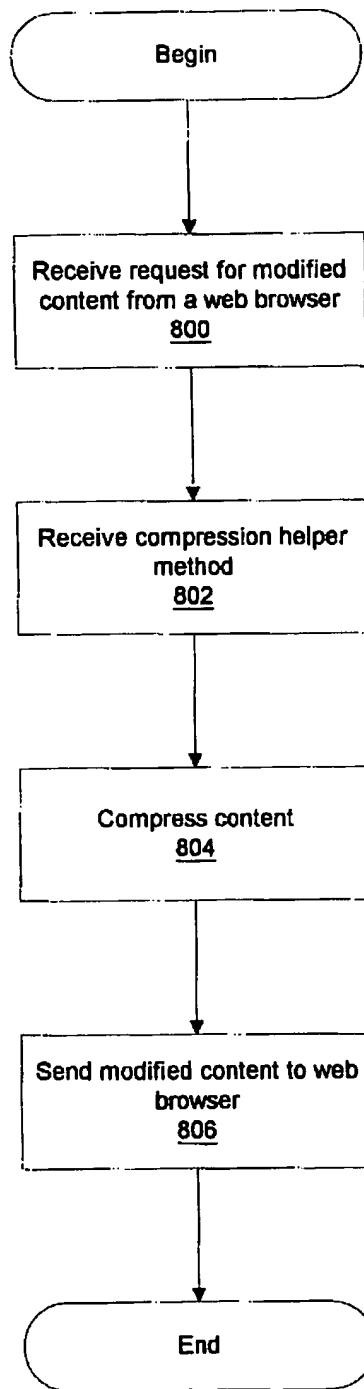 Begin
Receive request for modified
content from a web browser
800
Receive compression helper
method
802
Compress content
804
Send modified content to web
browser
806
End